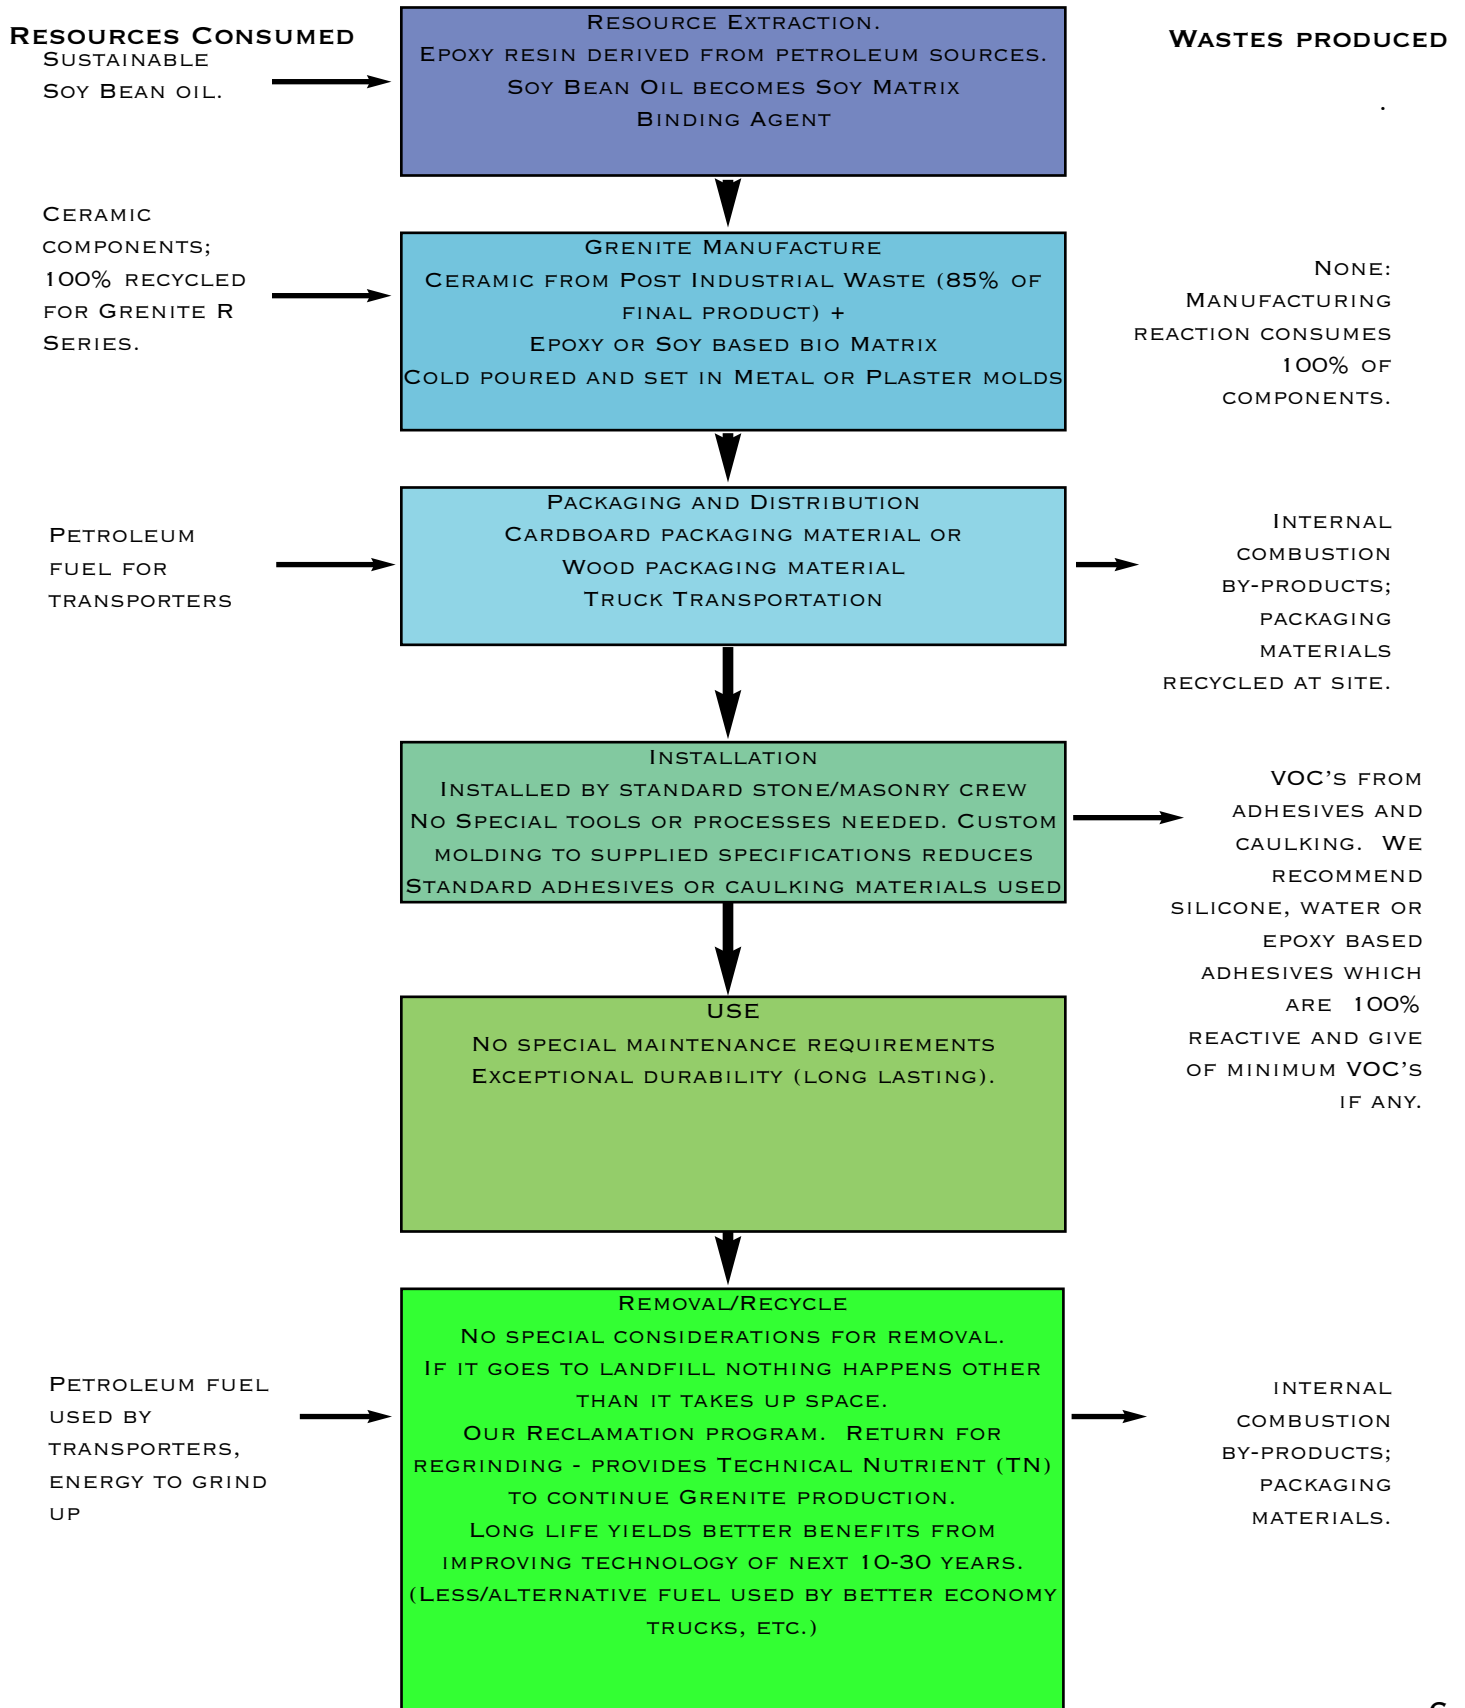 Resources Consumed
Sustainable
Soy Bean oil.
Resource Extraction.
Epoxy resin derived from petroleum sources.
Soy Bean Oil becomes Soy Matrix
Binding Agent
Wastes produced
.
Ceramic
components;
100% recycled
for Grenite R
Series.
Grenite Manufacture
Ceramic from Post Industrial Waste (85% of
final product) +
Epoxy or Soy based bio Matrix
Cold poured and set in Metal or Plaster molds
None:
Manufacturing
reaction consumes
100% of
components.
Petroleum
fuel for
transporters
Packaging and Distribution
Cardboard packaging material or
Wood packaging material
Truck Transportation
Internal
combustion
by-products;
packaging
materials
recycled at site.
Installation
Installed by standard stone/masonry crew
No Special tools or processes needed. Custom
molding to supplied specifications reduces
Standard adhesives or caulking materials used
VOC's from
adhesives and
caulking. We
recommend
silicone, water or
epoxy based
adhesives which
are 100%
reactive and give
of minimum VOC's
if any.
USE
No special maintenance requirements
Exceptional durability (long lasting).
Petroleum fuel
used by
transporters,
energy to grind
up
Removal/Recycle
No special considerations for removal.
If it goes to landfill nothing happens other
than it takes up space.
Our Reclamation program. Return for
regrinding - provides Technical Nutrient (TN)
to continue Grenite production.
Long life yields better benefits from
improving technology of next 10-30 years.
(Less/alternative fuel used by better economy
trucks, etc.)
internal
combustion
by-products;
packaging
materials.